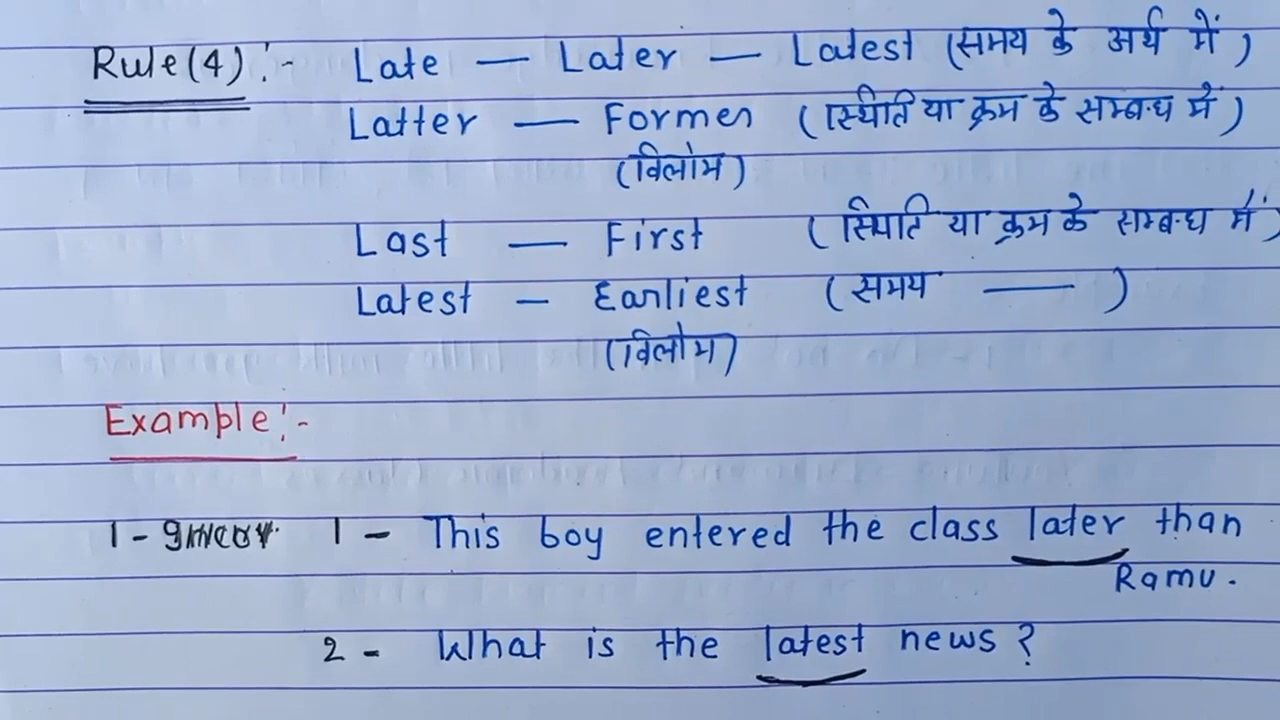 Rule(4):- Late — Later — Latest (समय के अर्थ में)
Latter — Former (स्थिति या क्रम के सम्बन्ध में)
(विलोम)
Last — First (स्थिति या क्रम के सम्बन्ध में)
Latest — Earliest (समय ——)
(विलोम)
Example:-
1 - 1 - This boy entered the class later than
Ramu.
2 - What is the latest news?